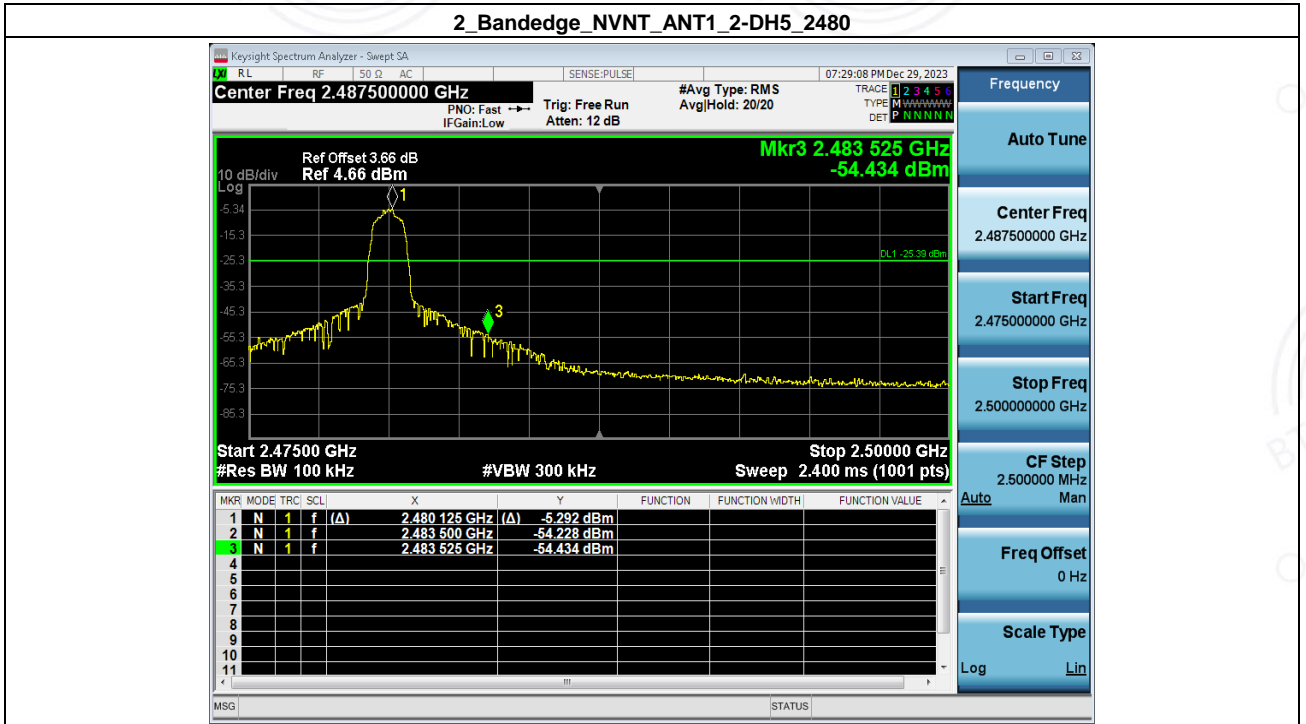 2_Bandedge_NVNT_ANT1_2-DH5_2480
Keysight Spectrum Analyzer - Swept SA
LXI RL RF 50 Ω AC SENSE:PULSE 07:29:08 PM Dec 29, 2023
Center Freq 2.487500000 GHz #Avg Type: RMS TRACE 1 2 3 4 5 6
PNO: Fast Trig: Free Run Avg|Hold: 20/20 TYPE M WWWWW
IFGain:Low Atten: 12 dB DET P N N N N N
Mkr3 2.483 525 GHz
-54.434 dBm
Ref Offset 3.66 dB
10 dB/div Ref 4.66 dBm
Log
1
-5.34
-15.3
DL1 -25.39 dBm
-25.3
-35.3
-45.3
3
-55.3
-65.3
-75.3
-85.3
Start 2.47500 GHz Stop 2.50000 GHz
#Res BW 100 kHz #VBW 300 kHz Sweep 2.400 ms (1001 pts)
MKR MODE TRC SCL X Y FUNCTION FUNCTION WIDTH FUNCTION VALUE
1 N 1 f (Δ) 2.480 125 GHz (Δ) -5.292 dBm
2 N 1 f 2.483 500 GHz -54.228 dBm
3 N 1 f 2.483 525 GHz -54.434 dBm
4
5
6
7
8
9
10
11
MSG STATUS
Frequency
Auto Tune
Center Freq
2.487500000 GHz
Start Freq
2.475000000 GHz
Stop Freq
2.500000000 GHz
CF Step
2.500000 MHz
Auto Man
Freq Offset
0 Hz
Scale Type
Log Lin